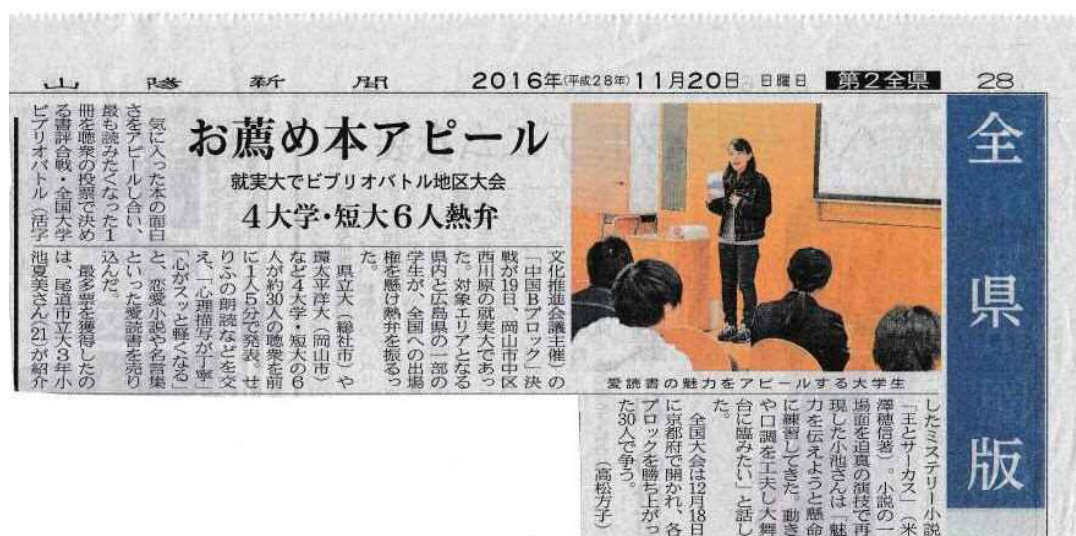 山陽新聞 2016年(平成28年)11月20日 日曜日 第2全県 28
全県版
お薦め本アピール
就実大でビブリオバトル地区大会
4大学・短大6人熱弁
気に入った本の面白
さをアピールし合い、
最も読みたくなった1
冊を聴衆の投票で決め
る書評合戦・全国大学
ビブリオバトル（活字
文化推進会議主催）の
「中国Bブロック」決
戦が19日、岡山市中区
西川原の就実大であっ
た。対象エリアとなる
県内と広島県の一部の
学生が、全国への出場
権を懸け熱弁を振るっ
た。
県立大（総社市）や
環太平洋大（岡山市）
など4大学・短大の6
人が約30人の聴衆を前
に1人5分で発表。せ
りふの朗読などを交
え、「心理描写が丁寧」
「心がスッと軽くなる」
と、恋愛小説や名言集
といった愛読書を売り
込んだ。
最多票を獲得したの
は、尾道市立大3年小
池夏美さん(21)が紹介
したミステリー小説
「王とサーカス」（米
澤穂信著）。小説の一
場面を迫真の演技で再
現した小池さんは「魅
力を伝えようと懸命
に練習してきた。動き
や口調を工夫し大舞
台に臨みたい」と話し
た。
全国大会は12月18日
に京都府で開かれ、各
ブロックを勝ち上がっ
た30人で争う。
（高松方子）
愛読書の魅力をアピールする大学生